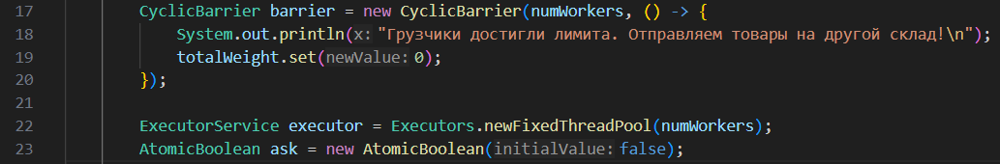 17 CyclicBarrier barrier = new CyclicBarrier(numWorkers, () -> {
18 System.out.println(x: "Грузчики достигли лимита. Отправляем товары на другой склад!\n");
19 totalWeight.set(newValue: 0);
20 });
21
22 ExecutorService executor = Executors.newFixedThreadPool(numWorkers);
23 AtomicBoolean ask = new AtomicBoolean(initialValue: false);